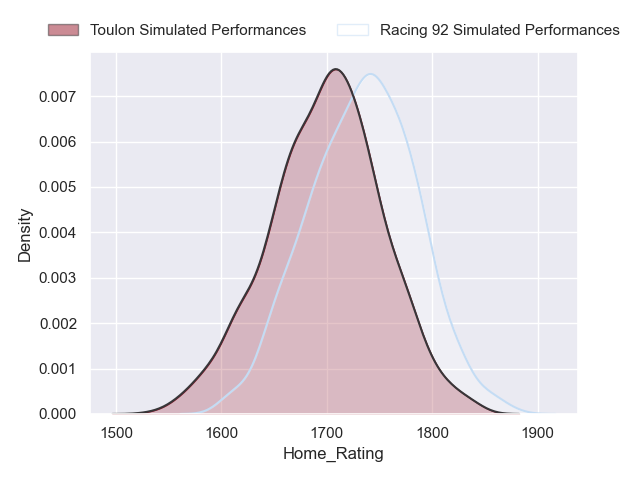 Toulon Simulated Performances Racing 92 Simulated Performances
0.007
0.006
0.005
0.004
0.003
0.002
0.001
0.000
Density
1500 1600 1700 1800 1900
Home_Rating